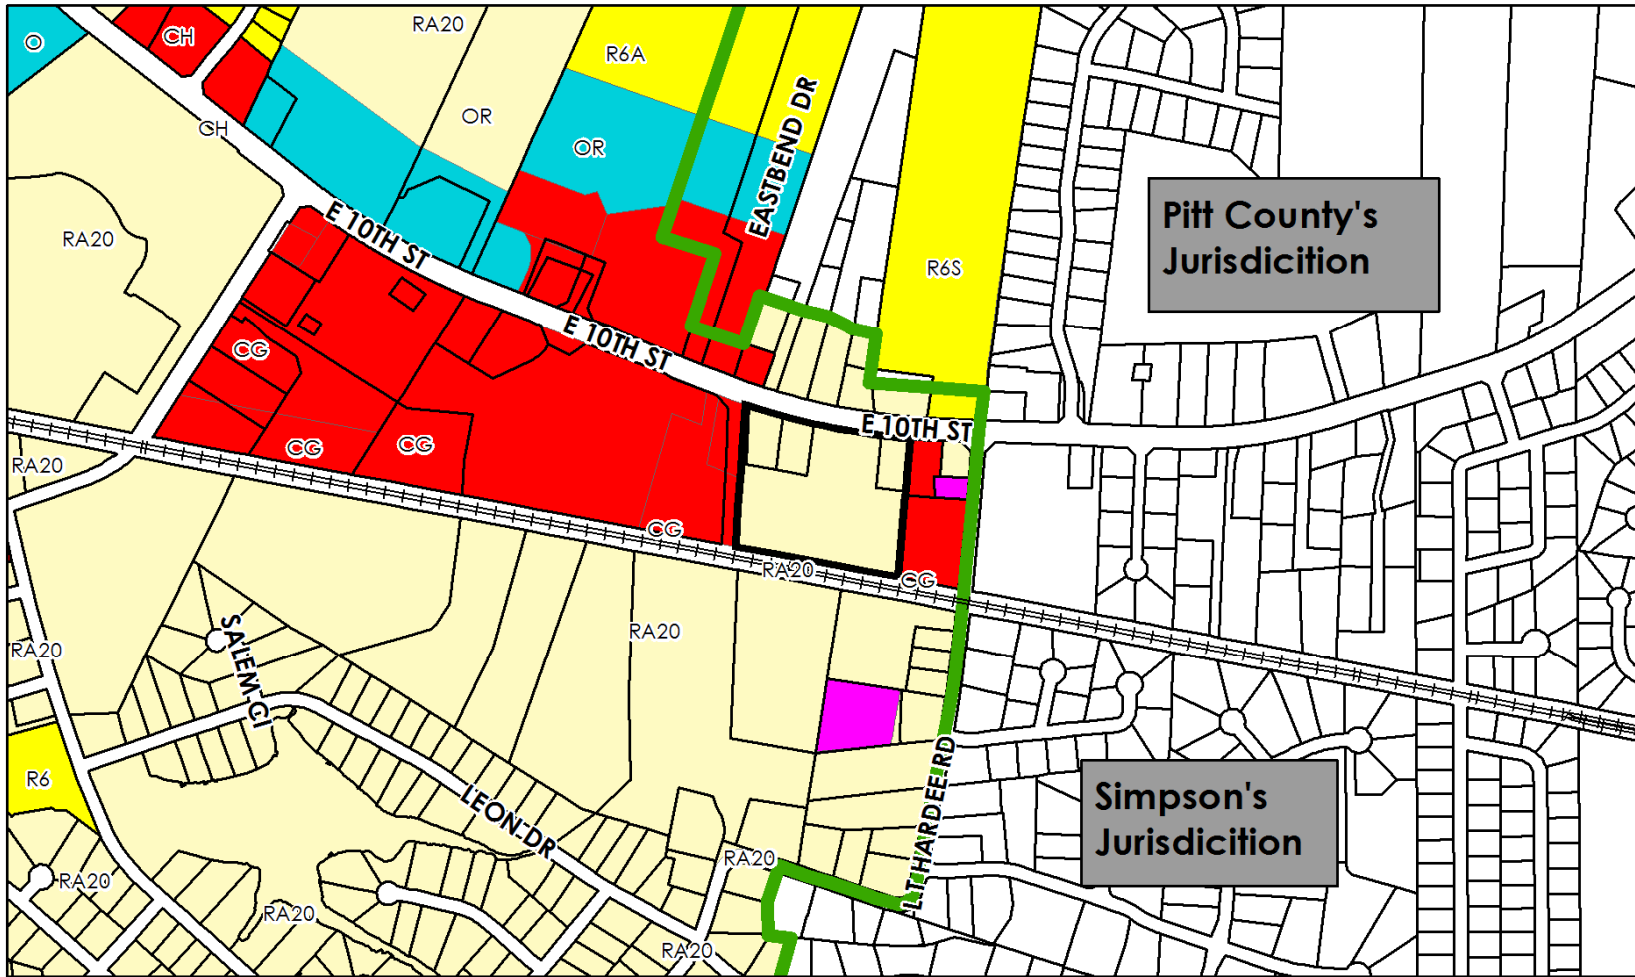 RA20
O
CH
R6A
CH
OR
OR
EASTBEND DR
Pitt County's
Jurisdicition
RA20
E 10TH ST
R6S
E 10TH ST
CG
E 10TH ST
CG
CG
RA20
CG
RA20
CG
RA20
RA20
SALEM CI
R6
LEON DR
LT HARDEE RD
Simpson's
Jurisdicition
RA20
RA20
RA20
RA20